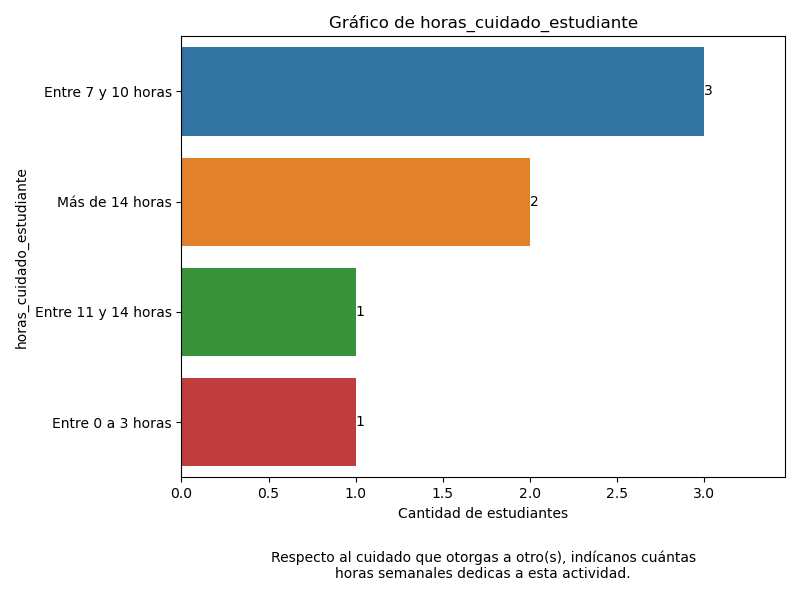 Gráfico de horas_cuidado_estudiante
horas_cuidado_estudiante
Entre 7 y 10 horas
3
Más de 14 horas
2
Entre 11 y 14 horas
1
Entre 0 a 3 horas
1
0.0 0.5 1.0 1.5 2.0 2.5 3.0
Cantidad de estudiantes
Respecto al cuidado que otorgas a otro(s), indícanos cuántas
horas semanales dedicas a esta actividad.